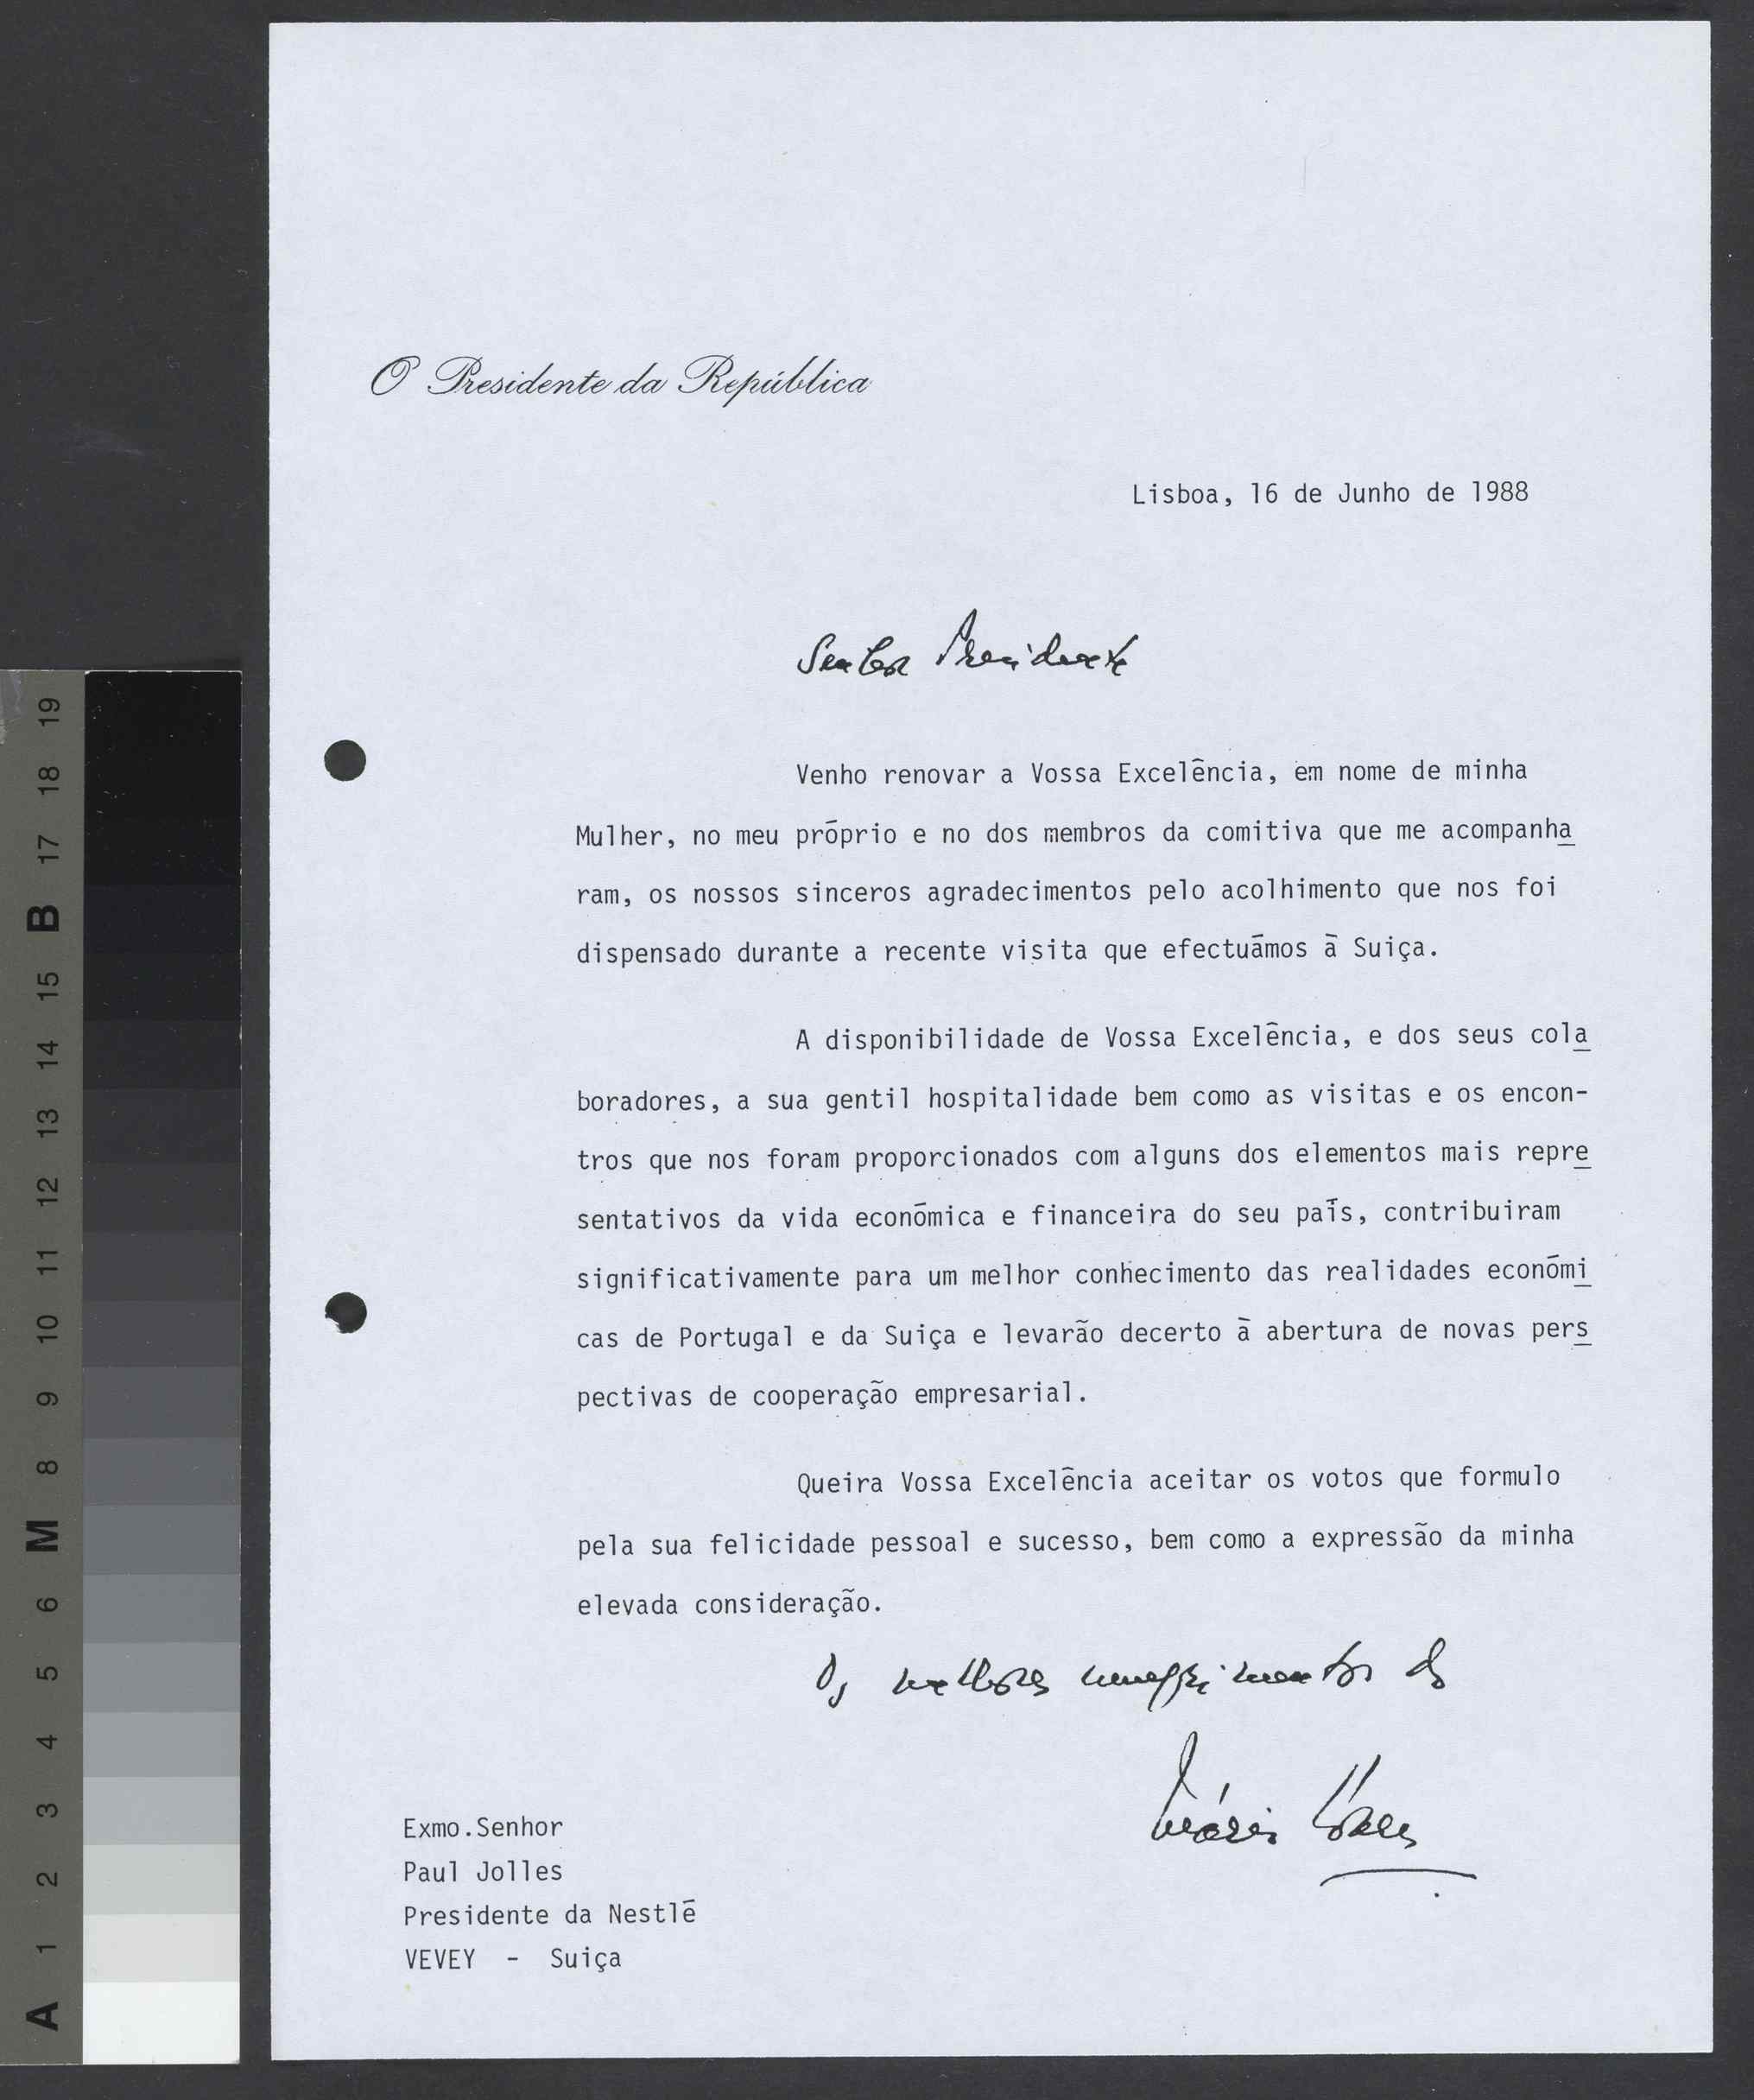 O Presidente da República
Lisboa, 16 de Junho de 1988
Senhor Presidente
Venho renovar a Vossa Excelência, em nome de minha
Mulher, no meu próprio e no dos membros da comitiva que me acompanha
ram, os nossos sinceros agradecimentos pelo acolhimento que nos foi
dispensado durante a recente visita que efectuámos à Suiça.
A disponibilidade de Vossa Excelência, e dos seus cola
boradores, a sua gentil hospitalidade bem como as visitas e os encon-
tros que nos foram proporcionados com alguns dos elementos mais repre
sentativos da vida económica e financeira do seu país, contribuiram
significativamente para um melhor conhecimento das realidades económi
cas de Portugal e da Suiça e levarão decerto à abertura de novas pers
pectivas de cooperação empresarial.
Queira Vossa Excelência aceitar os votos que formulo
pela sua felicidade pessoal e sucesso, bem como a expressão da minha
elevada consideração.
Os melhores cumprimentos do
Mário Soares
Exmo.Senhor
Paul Jolles
Presidente da Nestlé
VEVEY - Suiça
A 1 2 3 4 5 6 M 8 9 10 11 12 13 14 15 B 17 18 19